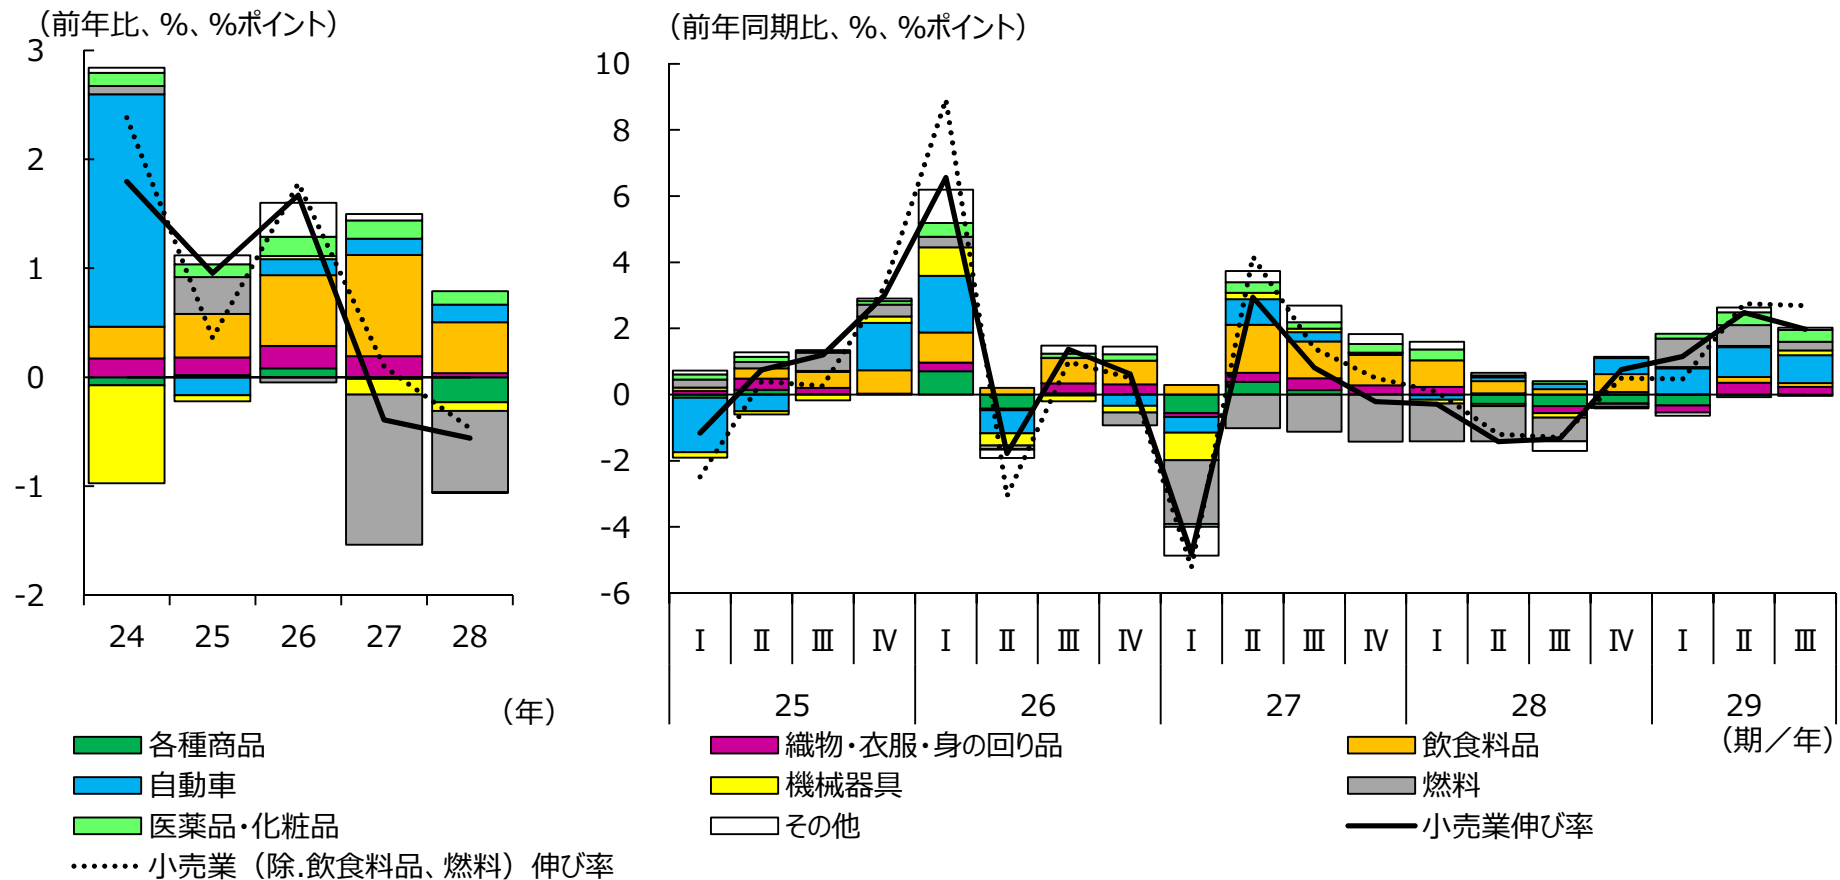 （前年比、%、%ポイント）
3
2
1
0
-1
-2
24 25 26 27 28
（年）
（前年同期比、%、%ポイント）
10
8
6
4
2
0
-2
-4
-6
Ⅰ Ⅱ Ⅲ Ⅳ Ⅰ Ⅱ Ⅲ Ⅳ Ⅰ Ⅱ Ⅲ Ⅳ Ⅰ Ⅱ Ⅲ Ⅳ Ⅰ Ⅱ Ⅲ
25 26 27 28 29
（期／年）
各種商品 織物・衣服・身の回り品 飲食料品
自動車 機械器具 燃料
医薬品・化粧品 その他 小売業伸び率
小売業（除.飲食料品、燃料）伸び率